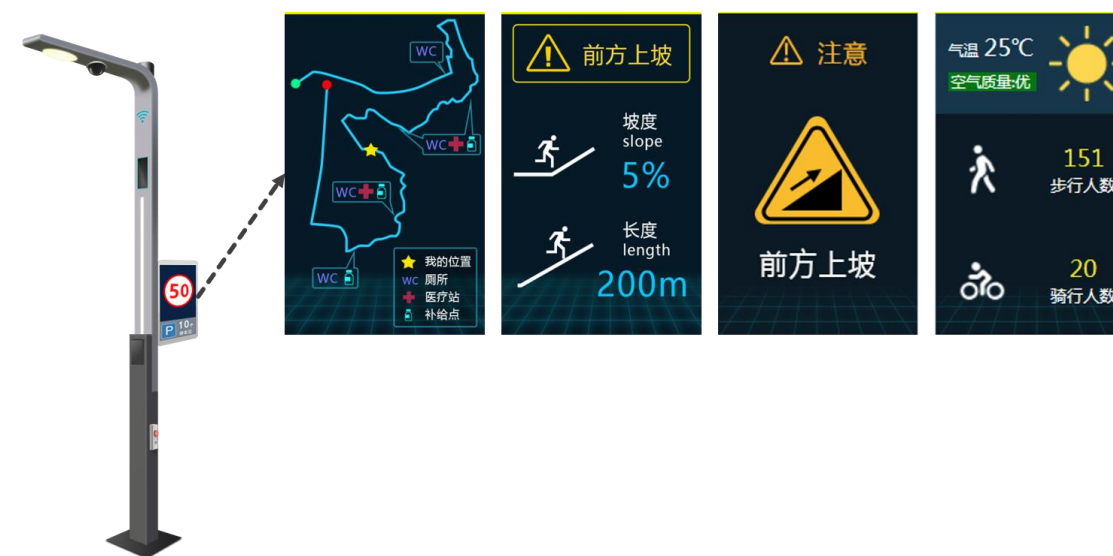 50
P 10
WC
WC
WC
WC
我的位置
WC 厕所
医疗站
补给点
前方上坡
坡度
slope
5%
长度
length
200m
注意
前方上坡
气温 25℃
空气质量:优
151
步行人数
20
骑行人数